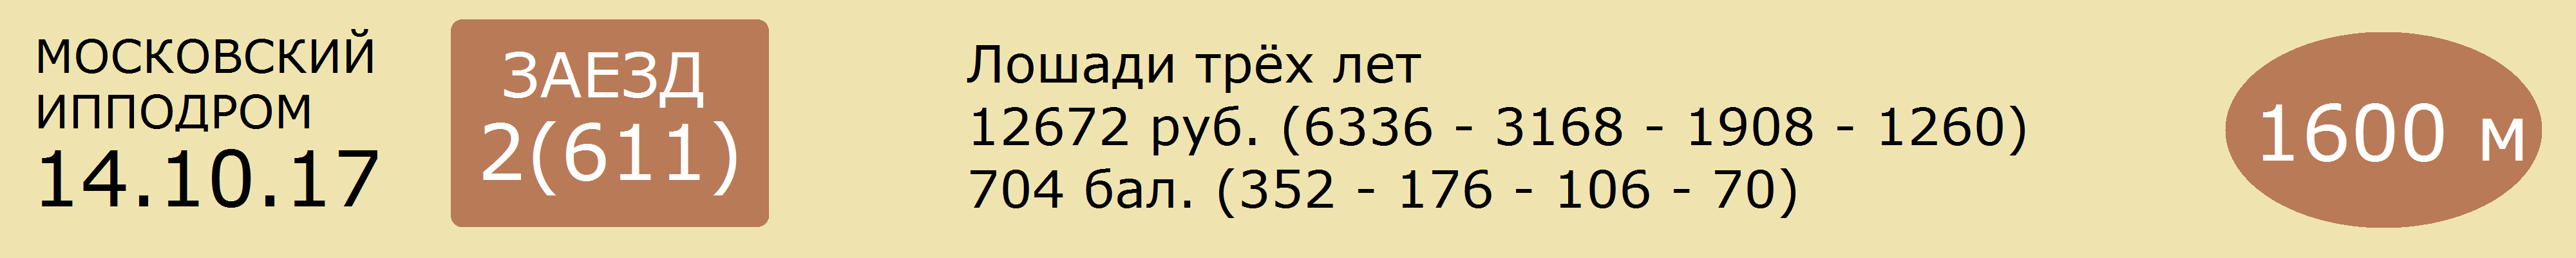 МОСКОВСКИЙ
ИППОДРОМ
14.10.17
ЗАЕЗД
2(611)
Лошади трёх лет
12672 руб. (6336 - 3168 - 1908 - 1260)
704 бал. (352 - 176 - 106 - 70)
1600 м